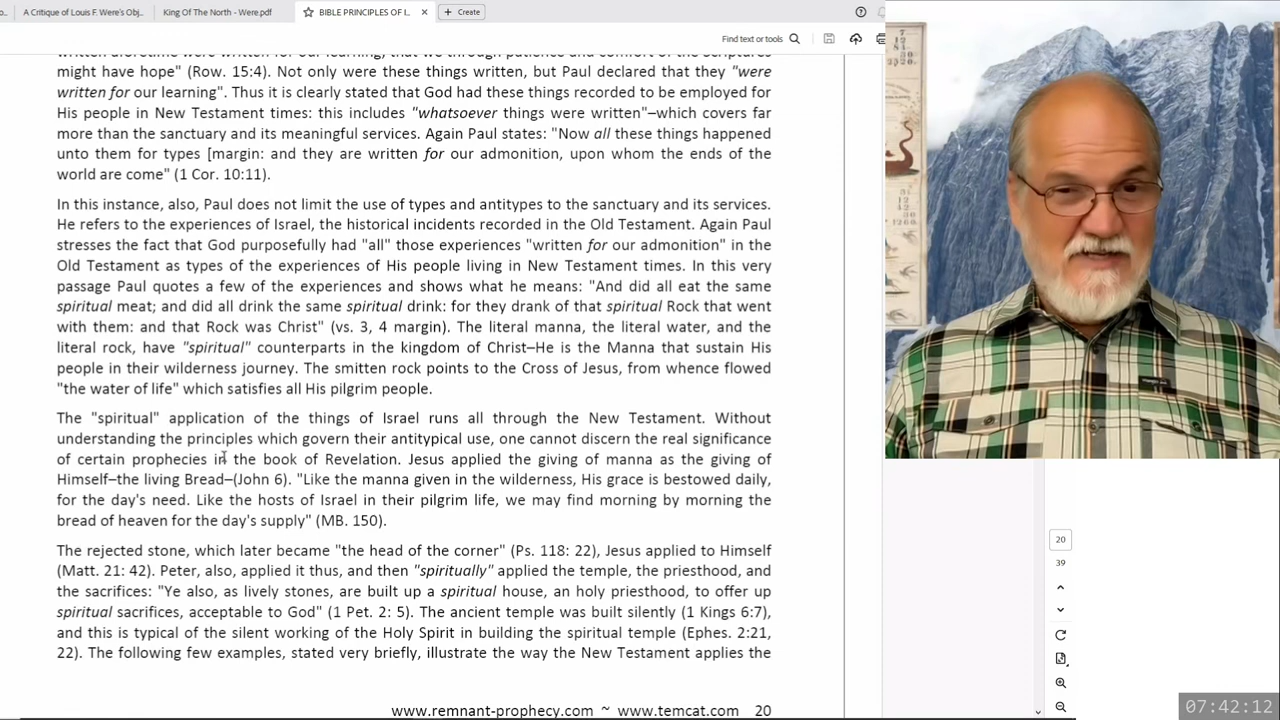 A Critique of Louis F. Were's Obj..
King Of The North - Were.pdf
BIBLE PRINCIPLES OF I..
+ Create
Find text or tools
might have hope" (Row. 15:4). Not only were these things written, but Paul declared that they "were
written for our learning". Thus it is clearly stated that God had these things recorded to be employed for
His people in New Testament times: this includes "whatsoever things were written"–which covers far
more than the sanctuary and its meaningful services. Again Paul states: "Now all these things happened
unto them for types [margin: and they are written for our admonition, upon whom the ends of the
world are come" (1 Cor. 10:11).
In this instance, also, Paul does not limit the use of types and antitypes to the sanctuary and its services.
He refers to the experiences of Israel, the historical incidents recorded in the Old Testament. Again Paul
stresses the fact that God purposefully had "all" those experiences "written for our admonition" in the
Old Testament as types of the experiences of His people living in New Testament times. In this very
passage Paul quotes a few of the experiences and shows what he means: "And did all eat the same
spiritual meat; and did all drink the same spiritual drink: for they drank of that spiritual Rock that went
with them: and that Rock was Christ" (vs. 3, 4 margin). The literal manna, the literal water, and the
literal rock, have "spiritual" counterparts in the kingdom of Christ–He is the Manna that sustain His
people in their wilderness journey. The smitten rock points to the Cross of Jesus, from whence flowed
"the water of life" which satisfies all His pilgrim people.
The "spiritual" application of the things of Israel runs all through the New Testament. Without
understanding the principles which govern their antitypical use, one cannot discern the real significance
of certain prophecies in the book of Revelation. Jesus applied the giving of manna as the giving of
Himself–the living Bread–(John 6). "Like the manna given in the wilderness, His grace is bestowed daily,
for the day's need. Like the hosts of Israel in their pilgrim life, we may find morning by morning the
bread of heaven for the day's supply" (MB. 150).
The rejected stone, which later became "the head of the corner" (Ps. 118: 22), Jesus applied to Himself
(Matt. 21: 42). Peter, also, applied it thus, and then "spiritually" applied the temple, the priesthood, and
the sacrifices: "Ye also, as lively stones, are built up a spiritual house, an holy priesthood, to offer up
spiritual sacrifices, acceptable to God" (1 Pet. 2: 5). The ancient temple was built silently (1 Kings 6:7),
and this is typical of the silent working of the Holy Spirit in building the spiritual temple (Ephes. 2:21,
22). The following few examples, stated very briefly, illustrate the way the New Testament applies the
www.remnant-prophecy.com ~ www.temcat.com 20
20
39
07:42:12